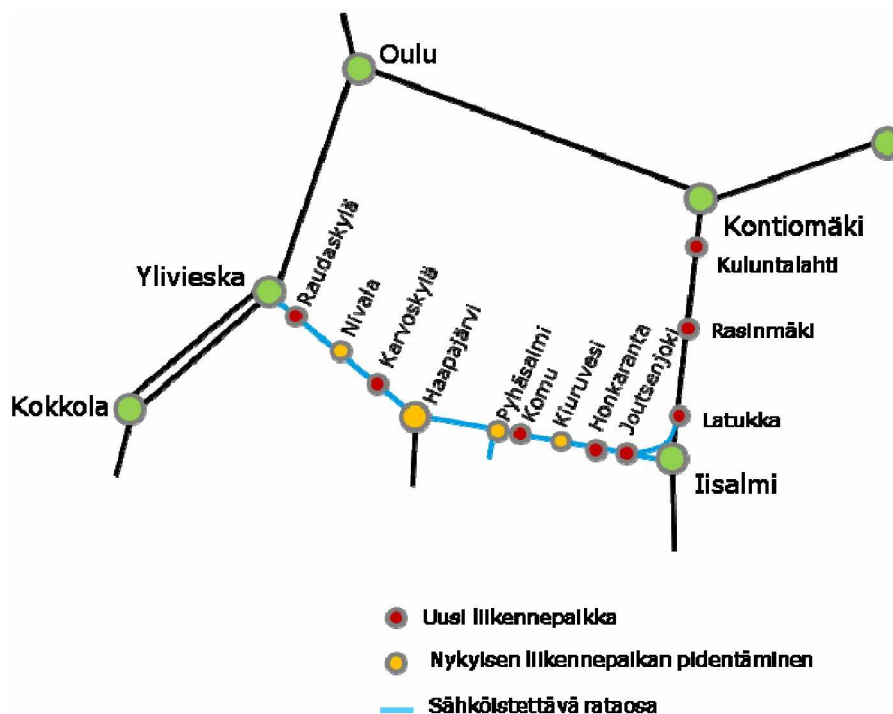 Oulu
Kontiomäki
Kuluntalahti
Ylivieska
Raudaskylä
Nivala
Karvoskylä
Haapajärvi
Pyhäsalmi
Komu
Kiuruvesi
Honkaranta
Joutsenjoki
Rasinmäki
Kokkola
Latukka
Iisalmi
Uusi liikennepaikka
Nykyisen liikennepaikan pidentäminen
Sähköistettävä rataosa